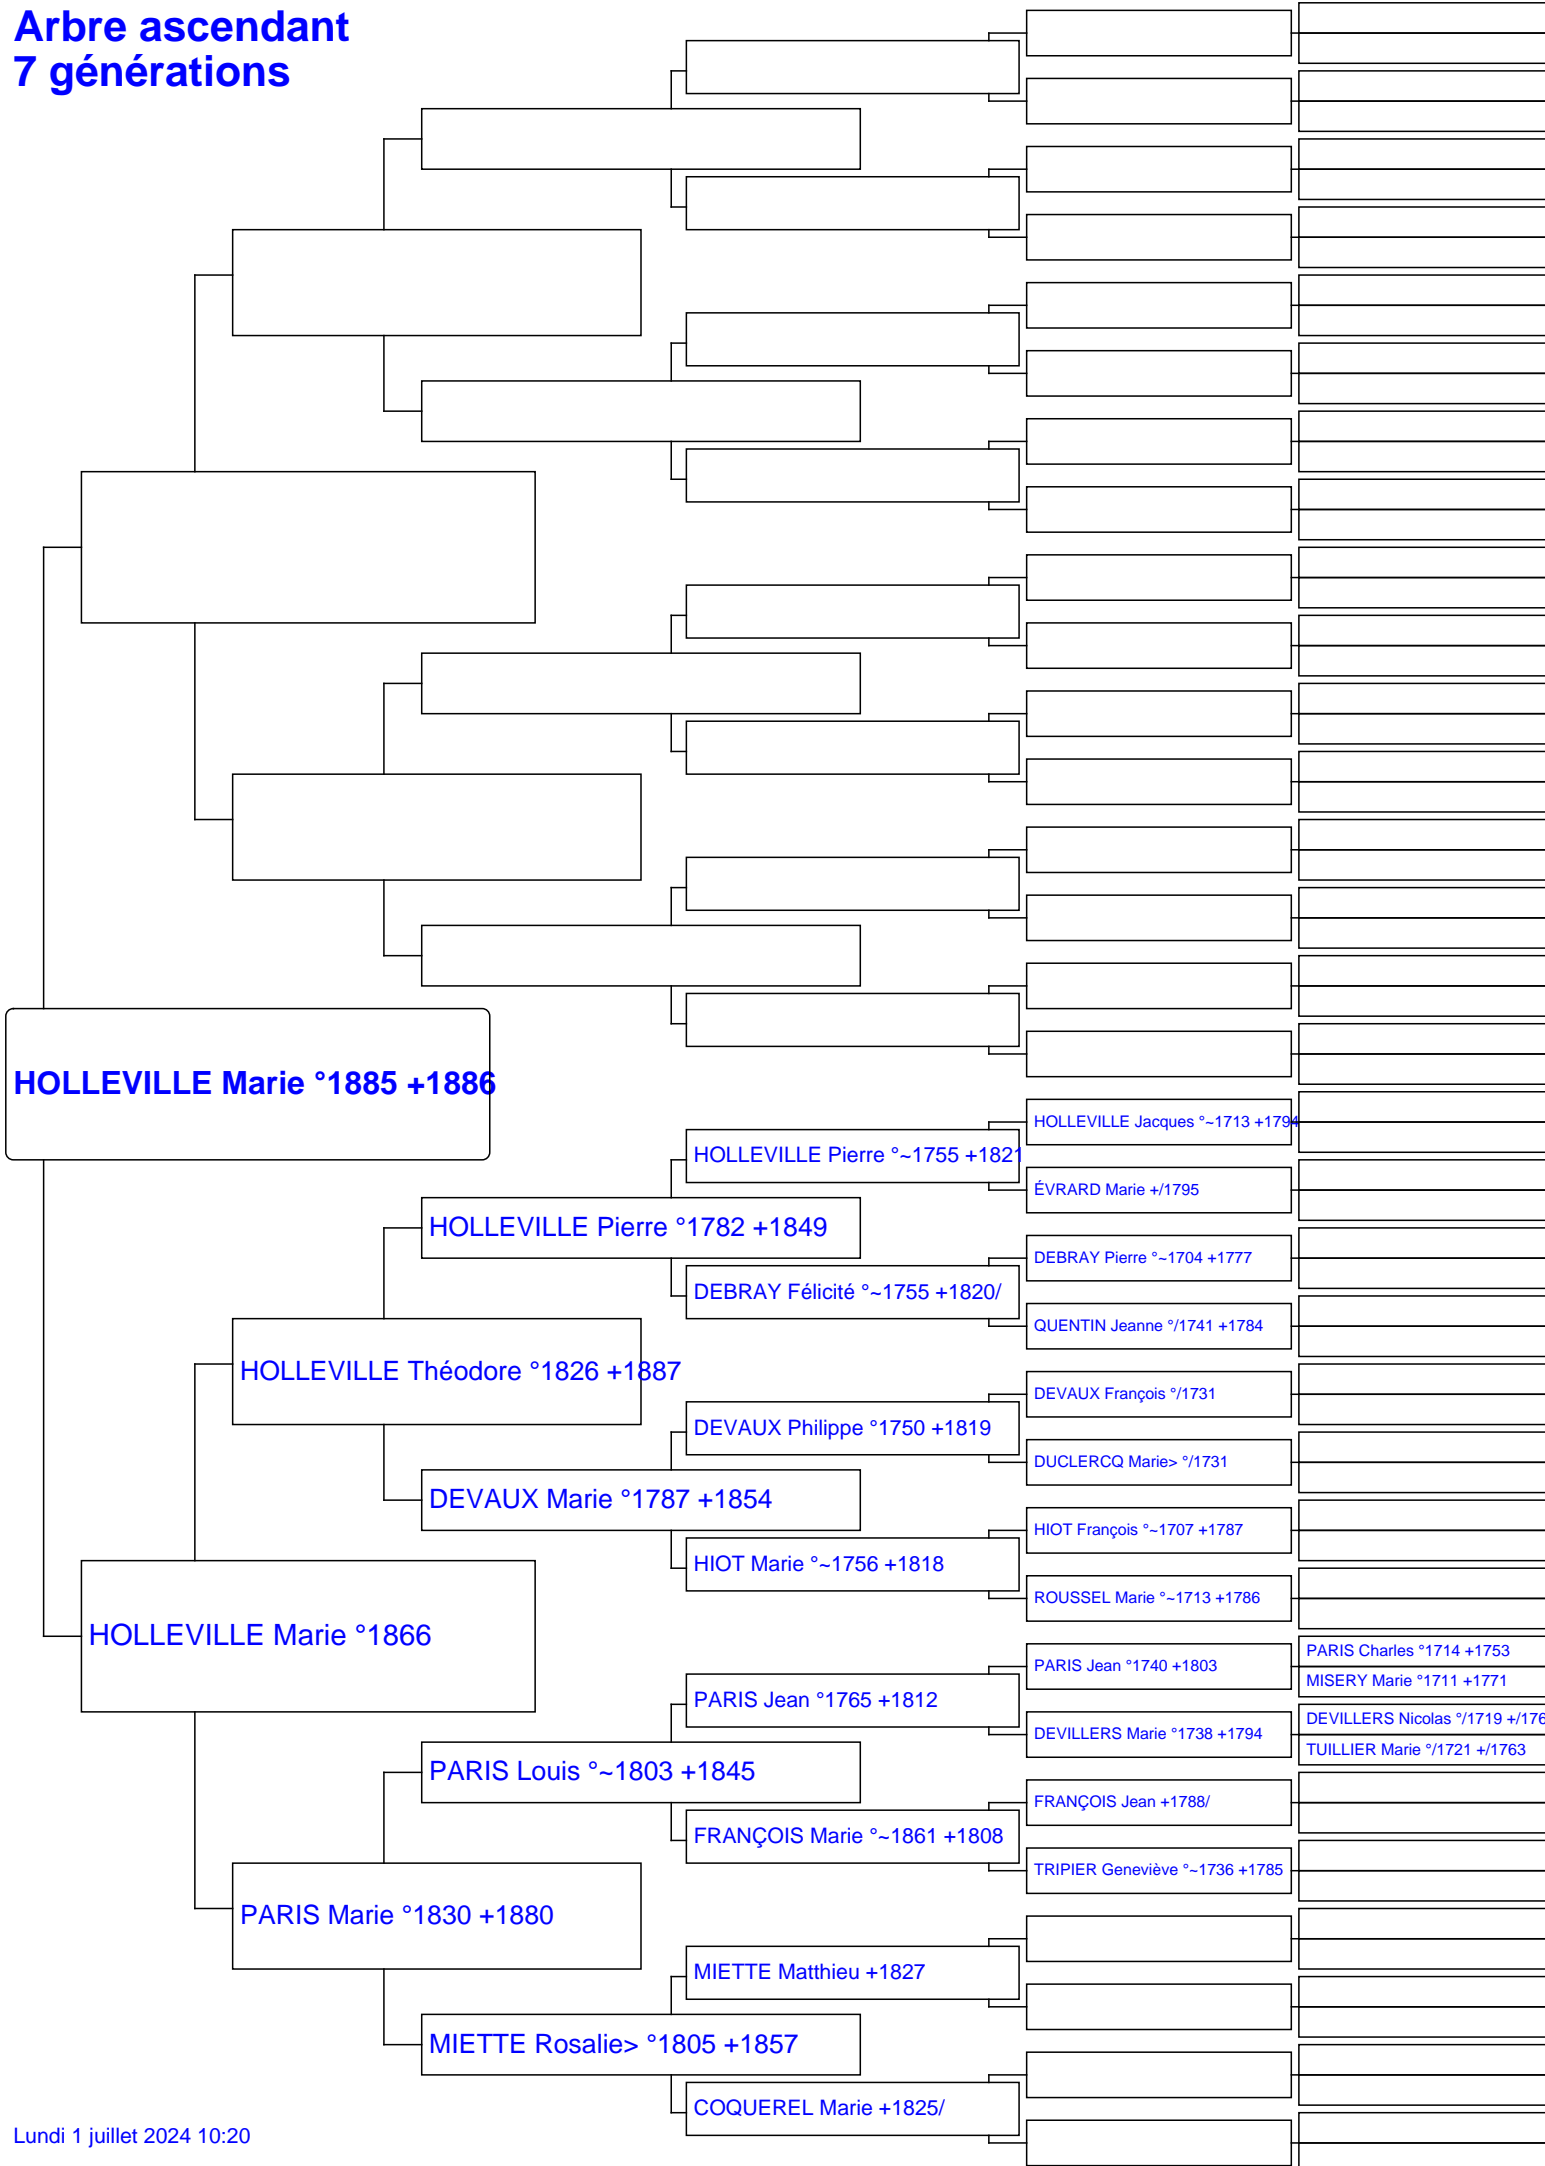 Arbre ascendant
7 générations
HOLLEVILLE Marie °1885 +1886
HOLLEVILLE Marie °1866
HOLLEVILLE Théodore °1826 +1887
PARIS Marie °1830 +1880
HOLLEVILLE Pierre °1782 +1849
DEVAUX Marie °1787 +1854
PARIS Louis °~1803 +1845
MIETTE Rosalie> °1805 +1857
HOLLEVILLE Pierre °~1755 +1821
DEBRAY Félicité °~1755 +1820/
DEVAUX Philippe °1750 +1819
HIOT Marie °~1756 +1818
PARIS Jean °1765 +1812
FRANÇOIS Marie °~1861 +1808
MIETTE Matthieu +1827
COQUEREL Marie +1825/
HOLLEVILLE Jacques °~1713 +1794
ÉVRARD Marie +/1795
DEBRAY Pierre °~1704 +1777
QUENTIN Jeanne °/1741 +1784
DEVAUX François °/1731
DUCLERCQ Marie> °/1731
HIOT François °~1707 +1787
ROUSSEL Marie °~1713 +1786
PARIS Jean °1740 +1803
DEVILLERS Marie °1738 +1794
FRANÇOIS Jean +1788/
TRIPIER Geneviève °~1736 +1785
PARIS Charles °1714 +1753
MISERY Marie °1711 +1771
DEVILLERS Nicolas °/1719 +/176
TUILLIER Marie °/1721 +/1763
Lundi 1 juillet 2024 10:20